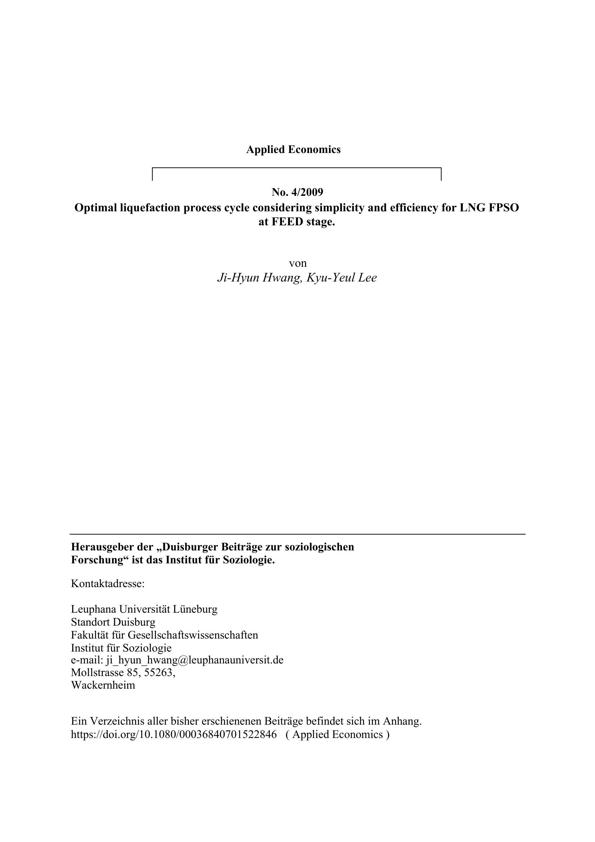 Applied Economics
No. 4/2009
Optimal liquefaction process cycle considering simplicity and efficiency for LNG FPSO
at FEED stage.
von
Ji-Hyun Hwang, Kyu-Yeul Lee
Herausgeber der „Duisburger Beiträge zur soziologischen
Forschung“ ist das Institut für Soziologie.
Kontaktadresse:
Leuphana Universität Lüneburg
Standort Duisburg
Fakultät für Gesellschaftswissenschaften
Institut für Soziologie
e-mail: ji_hyun_hwang@leuphanauniversit.de
Mollstrasse 85, 55263,
Wackernheim
Ein Verzeichnis aller bisher erschienenen Beiträge befindet sich im Anhang.
https://doi.org/10.1080/00036840701522846 ( Applied Economics )